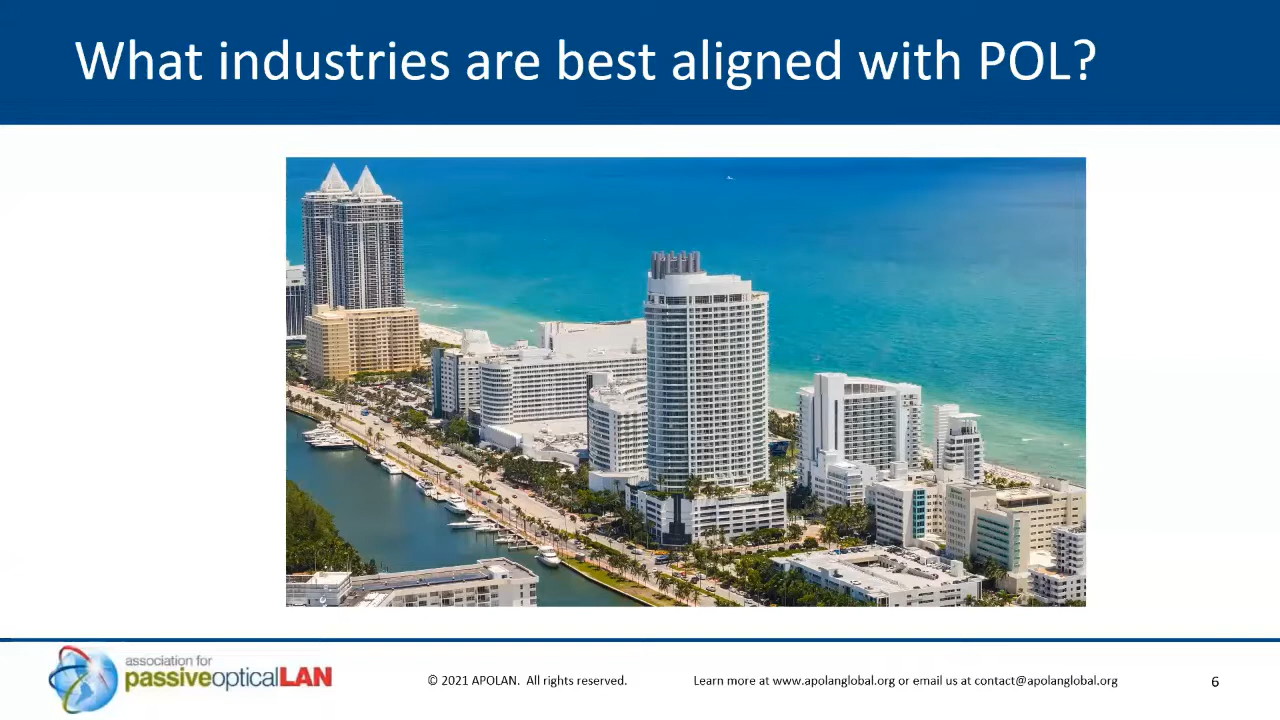 What industries are best aligned with POL?
association for
passiveopticalLAN
© 2021 APOLAN. All rights reserved.
Learn more at www.apolanglobal.org or email us at contact@apolanglobal.org
6